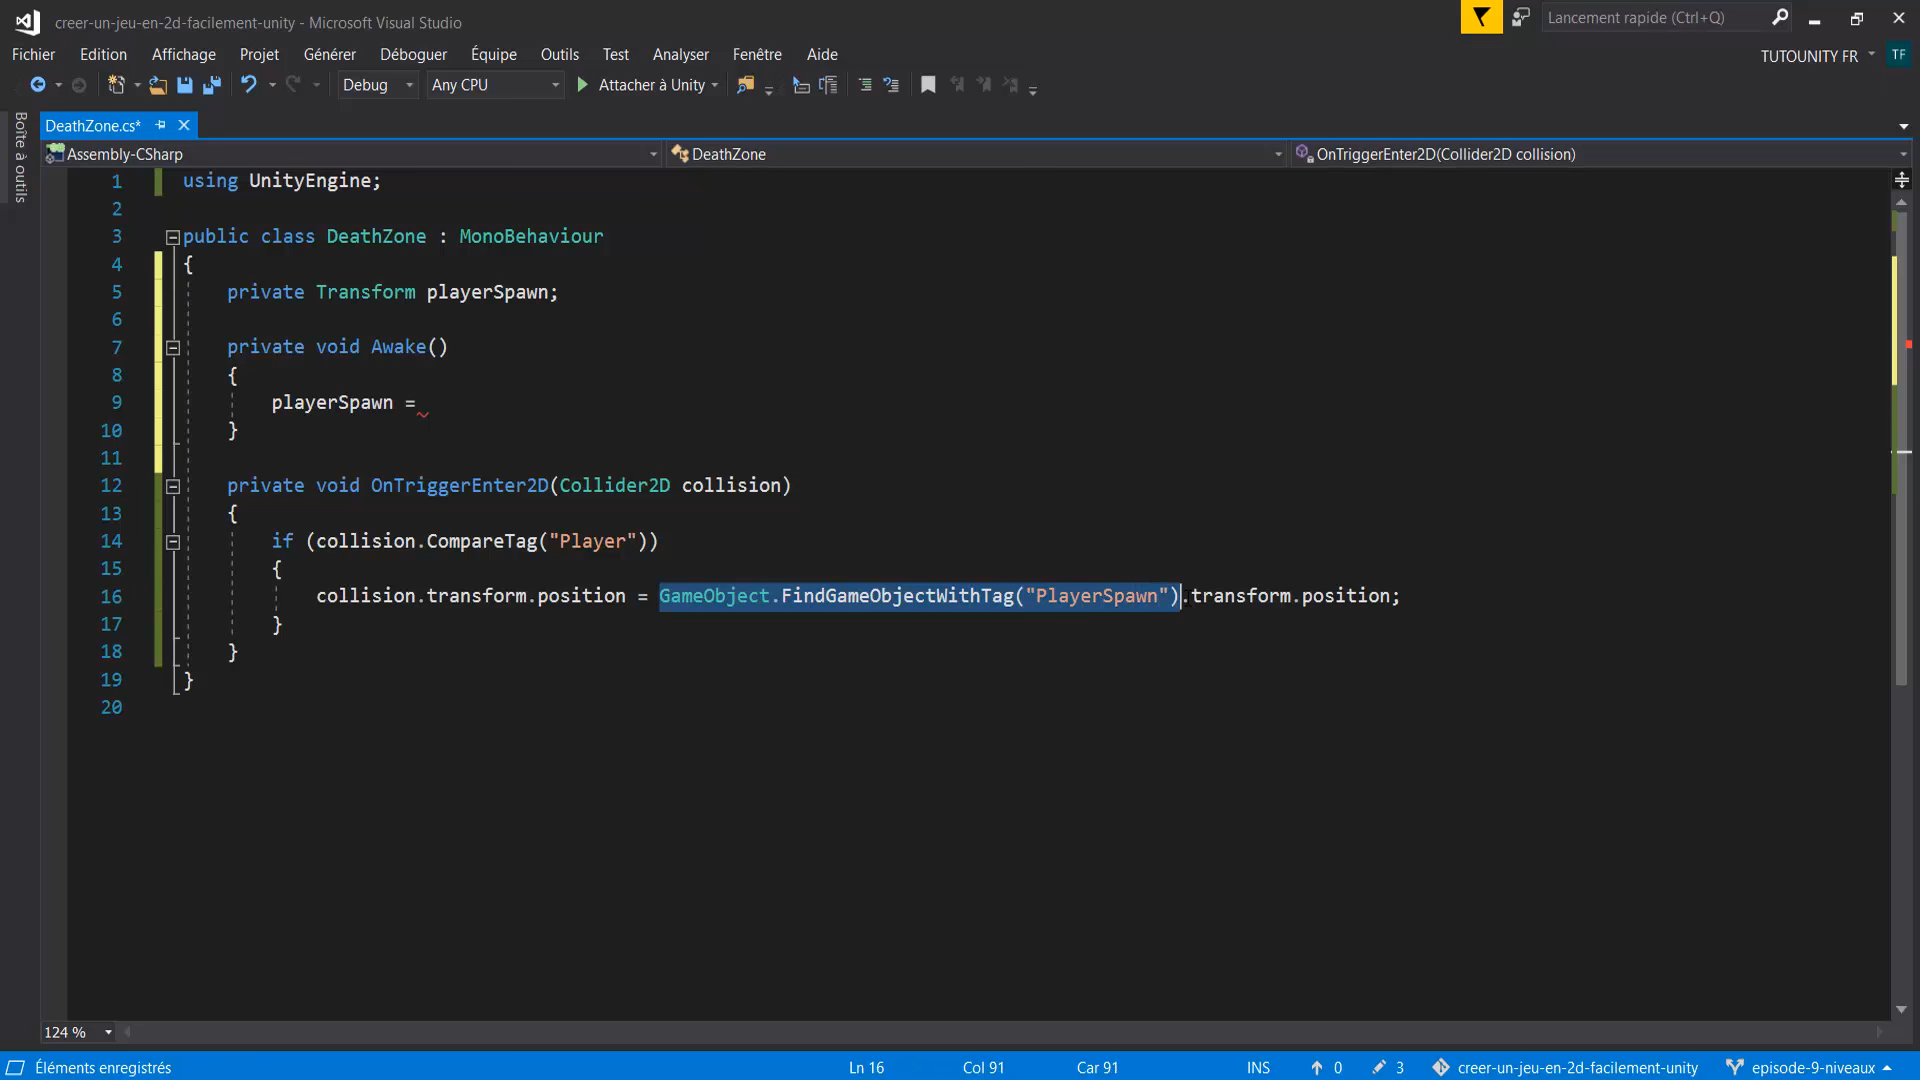 creer-un-jeu-en-2d-facilement-unity - Microsoft Visual Studio
Lancement rapide (Ctrl+Q)
Fichier Edition Affichage Projet Générer Déboguer Équipe Outils Test Analyser Fenêtre Aide
TUTOUNITY FR TF
Debug Any CPU Attacher à Unity
Boîte à outils
DeathZone.cs*
Assembly-CSharp DeathZone OnTriggerEnter2D(Collider2D collision)
1 using UnityEngine;
2
3 public class DeathZone : MonoBehaviour
4 {
5 private Transform playerSpawn;
6
7 private void Awake()
8 {
9 playerSpawn =
10 }
11
12 private void OnTriggerEnter2D(Collider2D collision)
13 {
14 if (collision.CompareTag("Player"))
15 {
16 collision.transform.position = GameObject.FindGameObjectWithTag("PlayerSpawn").transform.position;
17 }
18 }
19 }
20
124 %
Éléments enregistrés Ln 16 Col 91 Car 91 INS 0 3 creer-un-jeu-en-2d-facilement-unity episode-9-niveaux